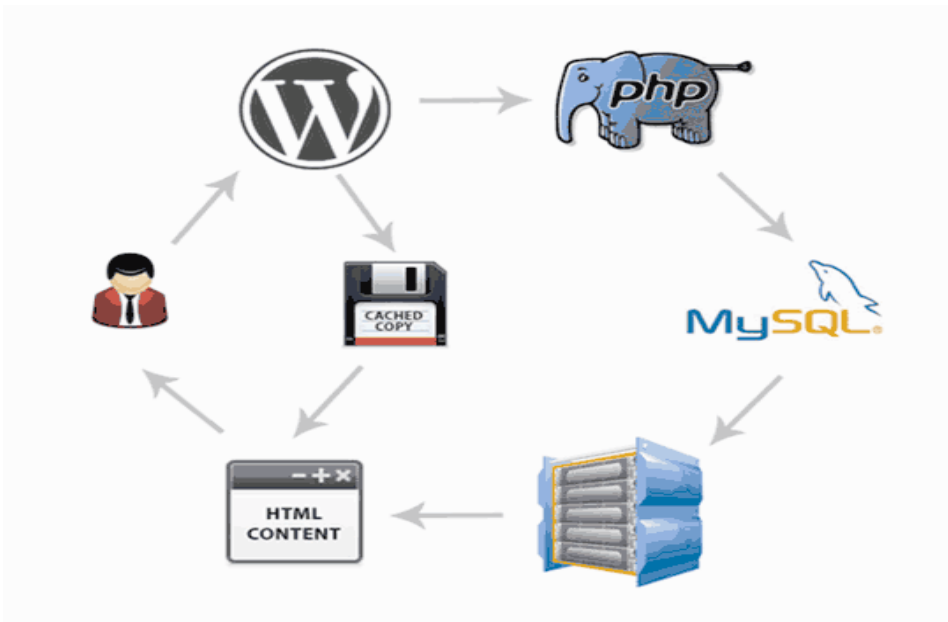 W
php
CACHED
COPY
MySQL®
HTML
CONTENT